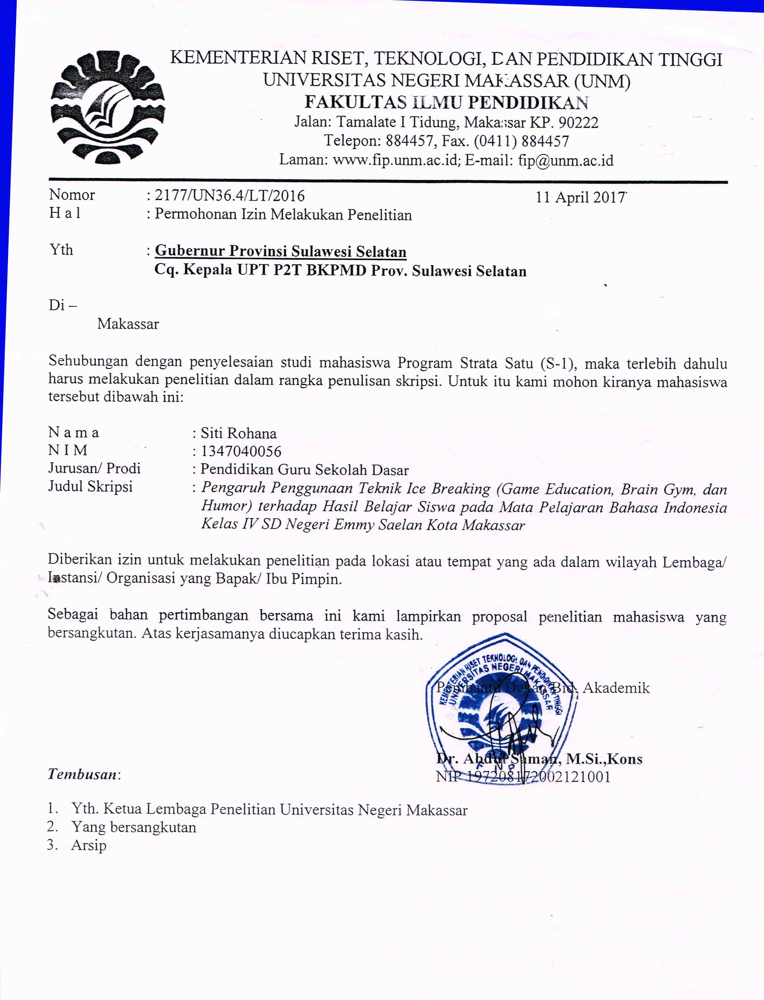 KEMENTERIAN RISET, TEKNOLOGI, DAN PENDIDIKAN TINGGI
UNIVERSITAS NEGERI MAKASSAR (UNM)
FAKULTAS ILMU PENDIDIKAN
Jalan: Tamalate I Tidung, Makassar KP. 90222
Telepon: 884457, Fax. (0411) 884457
Laman: www.fip.unm.ac.id; E-mail: fip@unm.ac.id
Nomor : 2177/UN36.4/LT/2016 11 April 2017
H a l : Permohonan Izin Melakukan Penelitian
Yth : Gubernur Provinsi Sulawesi Selatan
Cq. Kepala UPT P2T BKPMD Prov. Sulawesi Selatan
Di –
Makassar
Sehubungan dengan penyelesaian studi mahasiswa Program Strata Satu (S-1), maka terlebih dahulu
harus melakukan penelitian dalam rangka penulisan skripsi. Untuk itu kami mohon kiranya mahasiswa
tersebut dibawah ini:
N a m a : Siti Rohana
N I M : 1347040056
Jurusan/ Prodi : Pendidikan Guru Sekolah Dasar
Judul Skripsi : Pengaruh Penggunaan Teknik Ice Breaking (Game Education, Brain Gym, dan
Humor) terhadap Hasil Belajar Siswa pada Mata Pelajaran Bahasa Indonesia
Kelas IV SD Negeri Emmy Saelan Kota Makassar
Diberikan izin untuk melakukan penelitian pada lokasi atau tempat yang ada dalam wilayah Lembaga/
Instansi/ Organisasi yang Bapak/ Ibu Pimpin.
Sebagai bahan pertimbangan bersama ini kami lampirkan proposal penelitian mahasiswa yang
bersangkutan. Atas kerjasamanya diucapkan terima kasih.
KEMENTERIAN RISET TEKNOLOGI, DAN PENDIDIKAN TINGGI
UNIVERSITAS NEGERI MAKASSAR
F I P
Pembantu Dekan Bid. Akademik
Dr. Abdul Saman, M.Si.,Kons
NIP 197208172002121001
Tembusan:
1. Yth. Ketua Lembaga Penelitian Universitas Negeri Makassar
2. Yang bersangkutan
3. Arsip